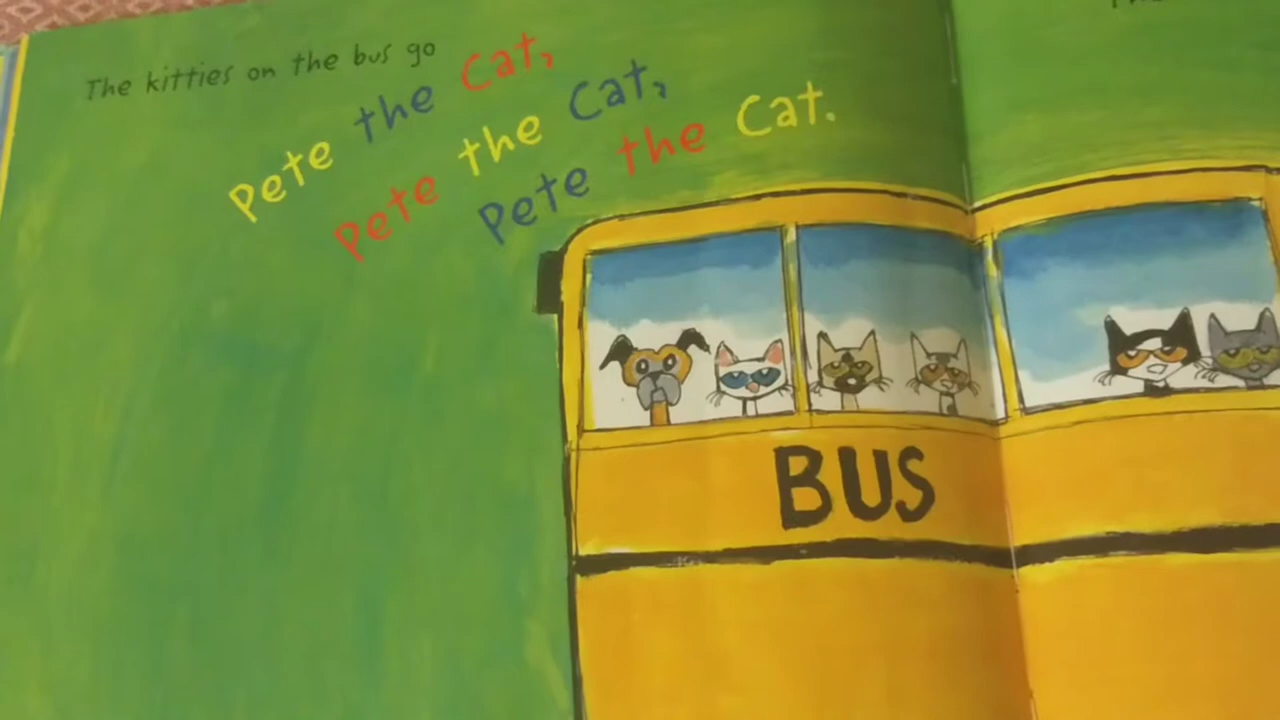 The kitties on the bus go
Pete the Cat,
Pete the Cat,
Pete the Cat.
BUS